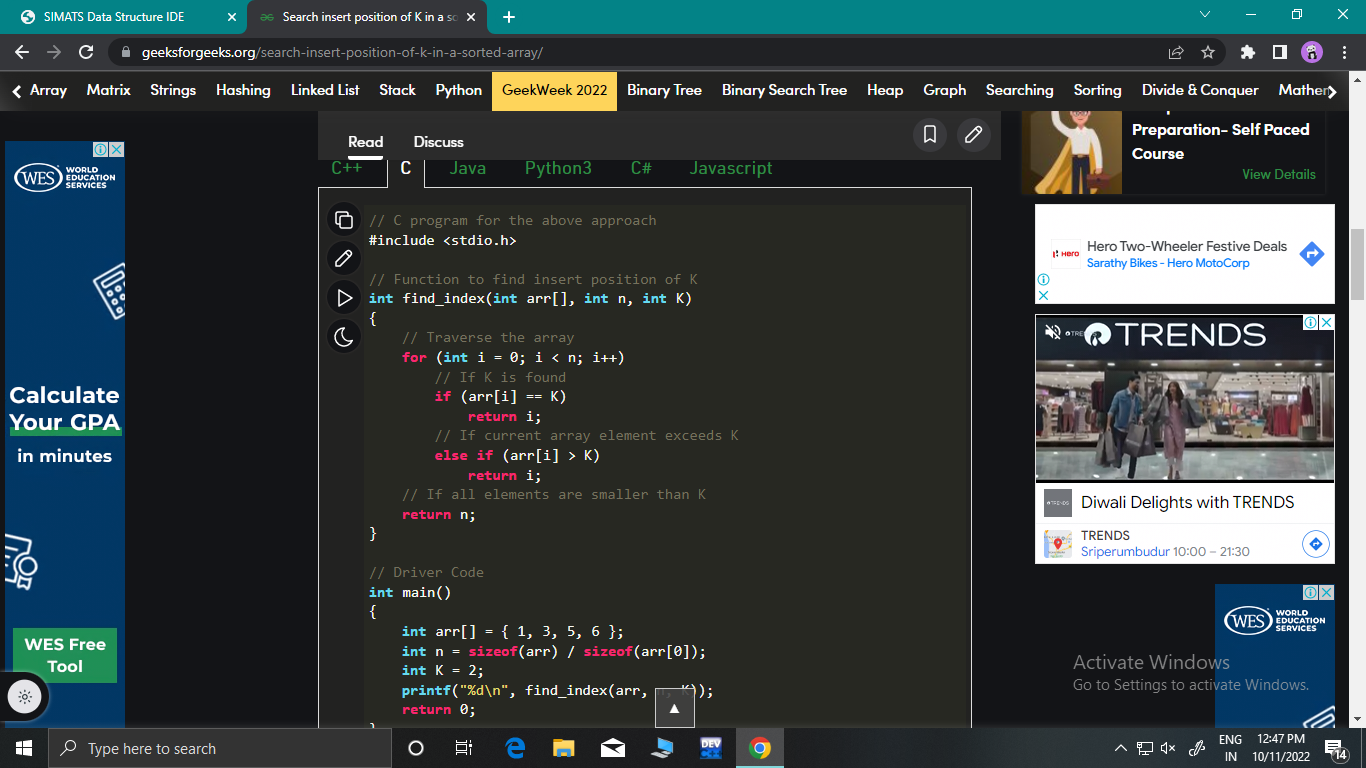 SIMATS Data Structure IDE
Search insert position of K in a so
geeksforgeeks.org/search-insert-position-of-k-in-a-sorted-array/
Array Matrix Strings Hashing Linked List Stack Python GeekWeek 2022 Binary Tree Binary Search Tree Heap Graph Searching Sorting Divide & Conquer Mathem
Read Discuss
C++ C Java Python3 C# Javascript
// C program for the above approach
#include <stdio.h>
// Function to find insert position of K
int find_index(int arr[], int n, int K)
{
// Traverse the array
for (int i = 0; i < n; i++)
// If K is found
if (arr[i] == K)
return i;
// If current array element exceeds K
else if (arr[i] > K)
return i;
// If all elements are smaller than K
return n;
}
// Driver Code
int main()
{
int arr[] = { 1, 3, 5, 6 };
int n = sizeof(arr) / sizeof(arr[0]);
int K = 2;
printf("%d\n", find_index(arr, n, K));
return 0;
}
WES WORLD
EDUCATION
SERVICES
Calculate
Your GPA
in minutes
WES Free
Tool
Preparation- Self Paced
Course
View Details
Hero
Hero Two-Wheeler Festive Deals
Sarathy Bikes - Hero MotoCorp
TRENDS
TRENDS
Diwali Delights with TRENDS
TRENDS
Sriperumbudur 10:00 – 21:30
WES WORLD
EDUCATION
SERVICES
Activate Windows
Go to Settings to activate Windows.
Type here to search
DEV
ENG
IN
12:47 PM
10/11/2022
14